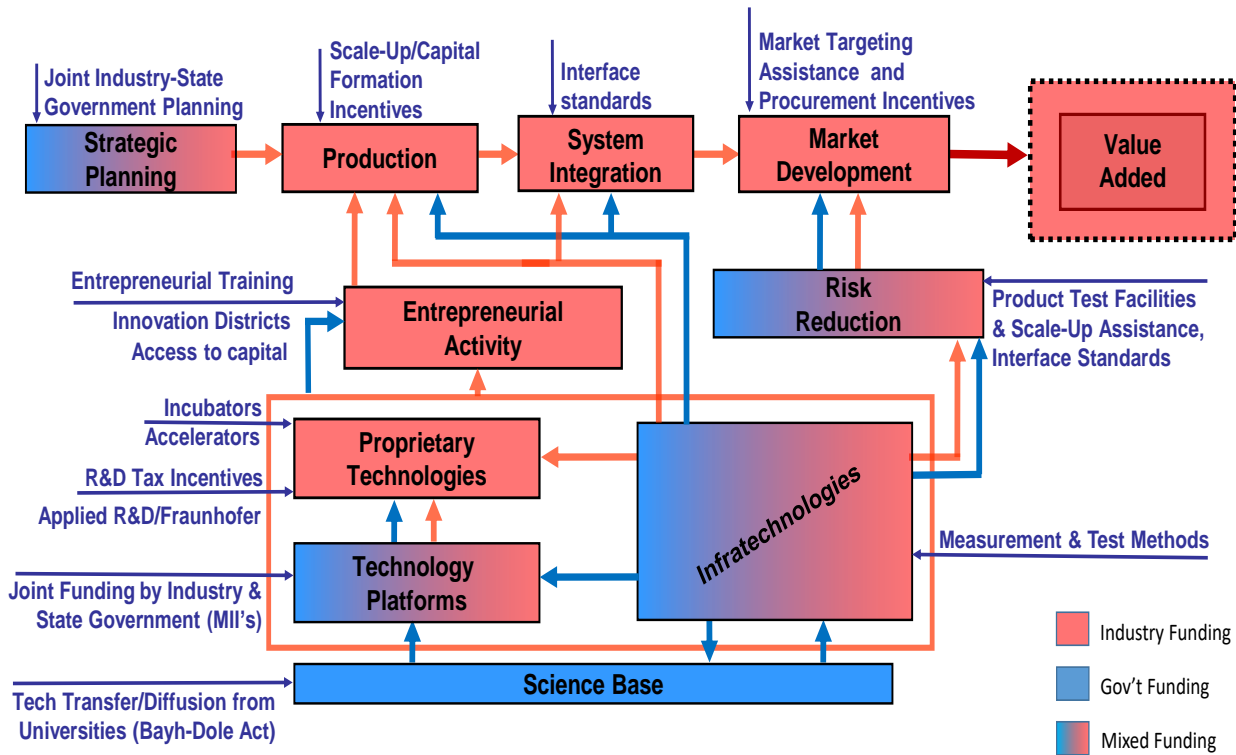 Joint Industry-State
Government Planning
Scale-Up/Capital
Formation
Incentives
Interface
standards
Market Targeting
Assistance and
Procurement Incentives
Strategic
Planning
Production
System
Integration
Market
Development
Value
Added
Entrepreneurial Training
Innovation Districts
Access to capital
Entrepreneurial
Activity
Risk
Reduction
Product Test Facilities
& Scale-Up Assistance,
Interface Standards
Incubators
Accelerators
R&D Tax Incentives
Applied R&D/Fraunhofer
Proprietary
Technologies
Infratechnologies
Measurement & Test Methods
Joint Funding by Industry &
State Government (MII's)
Technology
Platforms
Science Base
Tech Transfer/Diffusion from
Universities (Bayh-Dole Act)
Industry Funding
Gov't Funding
Mixed Funding